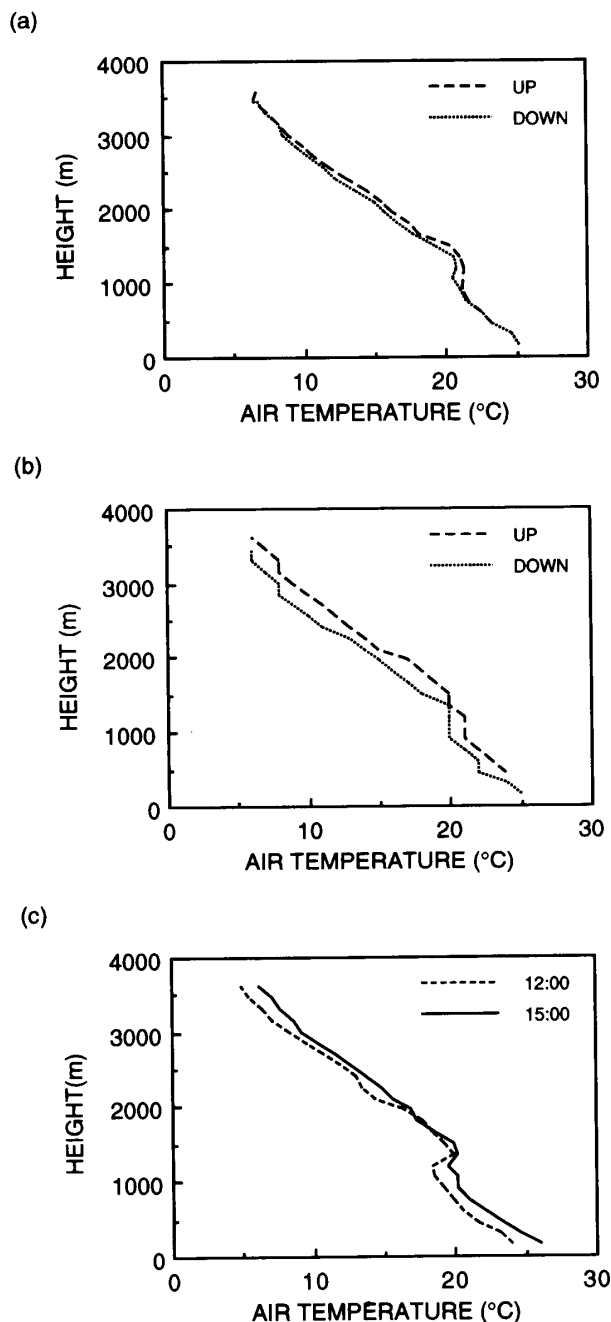 (a)
4000
UP
DOWN
3000
2000
1000
0
0 10 20 30
HEIGHT (m)
AIR TEMPERATURE (°C)
(b)
4000
UP
DOWN
3000
2000
1000
0
0 10 20 30
HEIGHT (m)
AIR TEMPERATURE (°C)
(c)
4000
12:00
15:00
3000
2000
1000
0
0 10 20 30
HEIGHT(m)
AIR TEMPERATURE (°C)